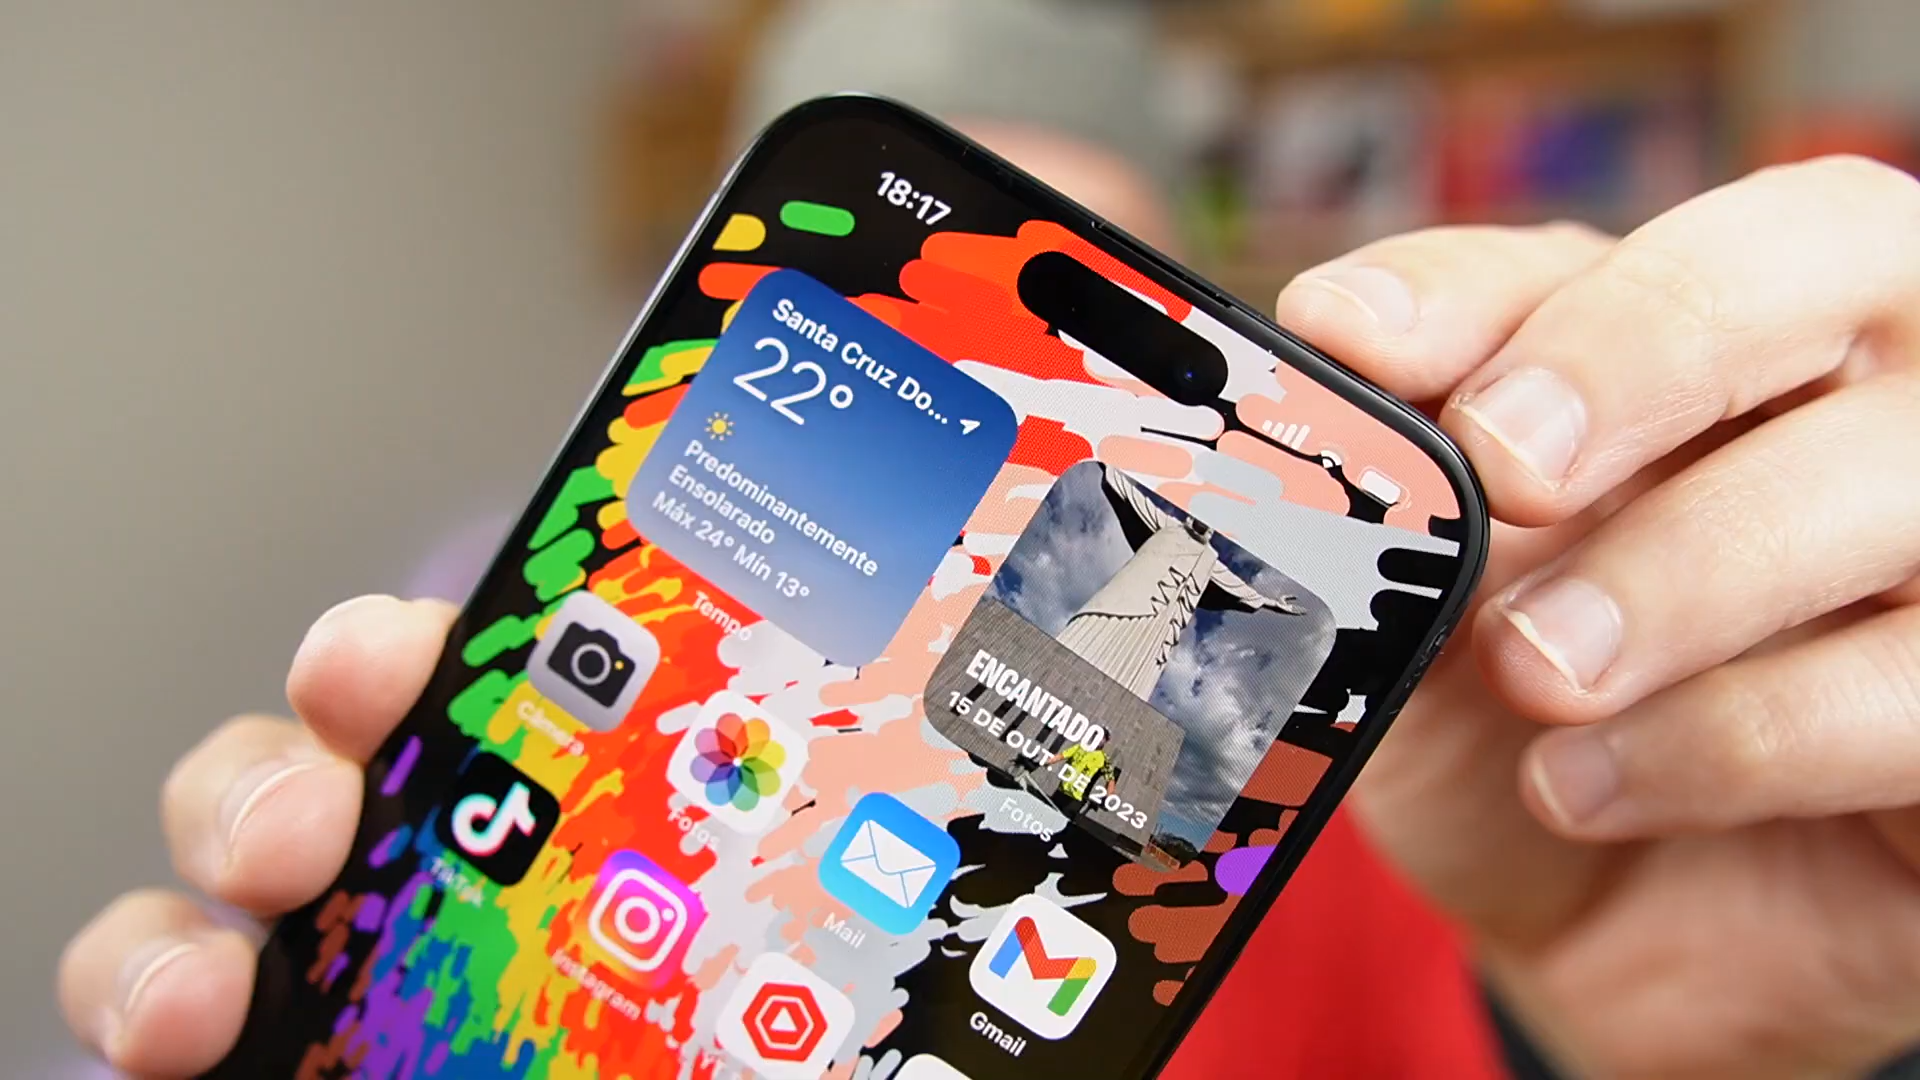 18:17
Santa Cruz Do...
22°
Predominantemente
Ensolarado
Máx 24° Mín 13°
Tempo
ENCANTADO
15 DE OUT. DE 2023
Fotos
câmera
Fotos
Mail
Gmail
TikTok
Instagram